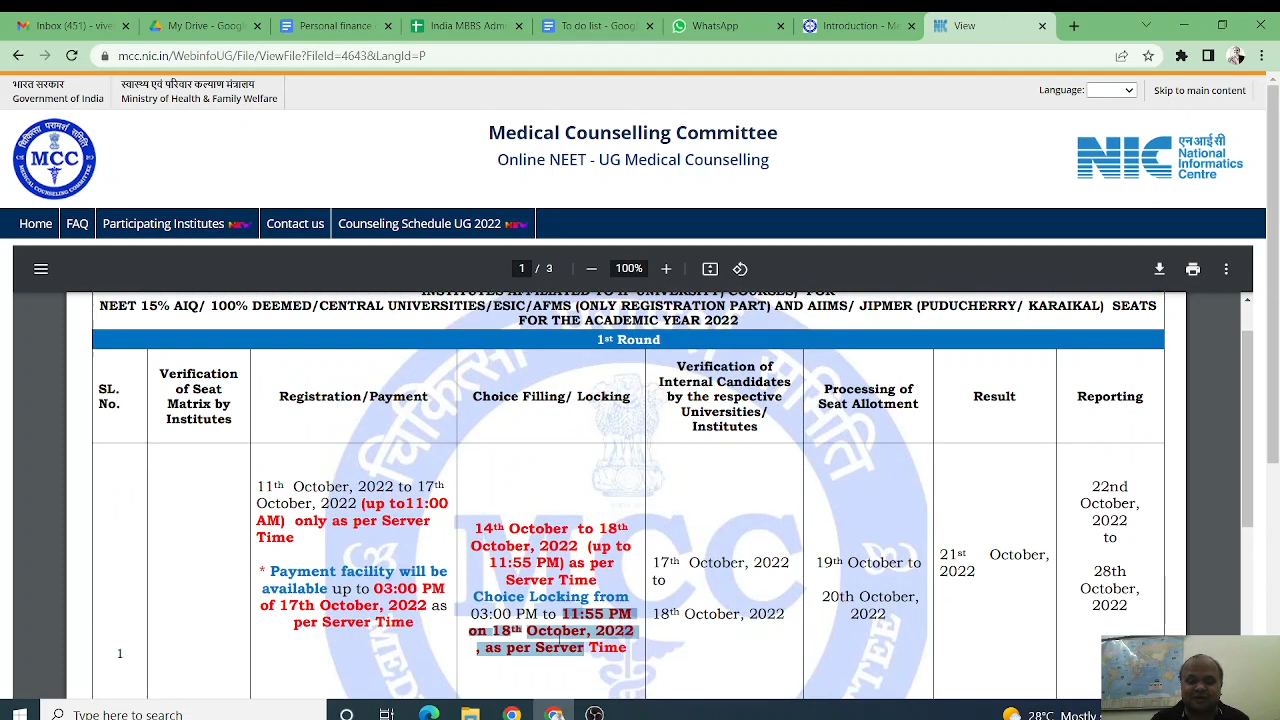 Inbox (451) - vive
My Drive - Google
Personal finance
India MBBS Adm
To do list - Goog
WhatsApp
Introduction - Me
NIC View
mcc.nic.in/WebinfoUG/File/ViewFile?FileId=4643&LangId=P
भारत सरकार
Government of India
स्वास्थ्य एवं परिवार कल्याण मंत्रालय
Ministry of Health & Family Welfare
Language:
Skip to main content
MCC
Medical Counselling Committee
Online NEET - UG Medical Counselling
NIC
एन आई सी
National
Informatics
Centre
Home
FAQ
Participating Institutes NEW
Contact us
Counseling Schedule UG 2022 NEW
1 / 3
100%
NEET 15% AIQ/ 100% DEEMED/CENTRAL UNIVERSITIES/ESIC/AFMS (ONLY REGISTRATION PART) AND AIIMS/ JIPMER (PUDUCHERRY/ KARAIKAL) SEATS
FOR THE ACADEMIC YEAR 2022
1st Round
SL.
No.
Verification
of Seat
Matrix by
Institutes
Registration/Payment
Choice Filling/ Locking
Verification of
Internal Candidates
by the respective
Universities/
Institutes
Processing of
Seat Allotment
Result
Reporting
1
11th October, 2022 to 17th
October, 2022 (up to11:00
AM) only as per Server
Time
* Payment facility will be
available up to 03:00 PM
of 17th October, 2022 as
per Server Time
14th October to 18th
October, 2022 (up to
11:55 PM) as per
Server Time
Choice Locking from
03:00 PM to 11:55 PM
on 18th October, 2022
, as per Server Time
17th October, 2022
to
18th October, 2022
19th October to
20th October,
2022
21st October,
2022
22nd
October,
2022
to
28th
October,
2022
MCC
Type here to search
28°C Mostly